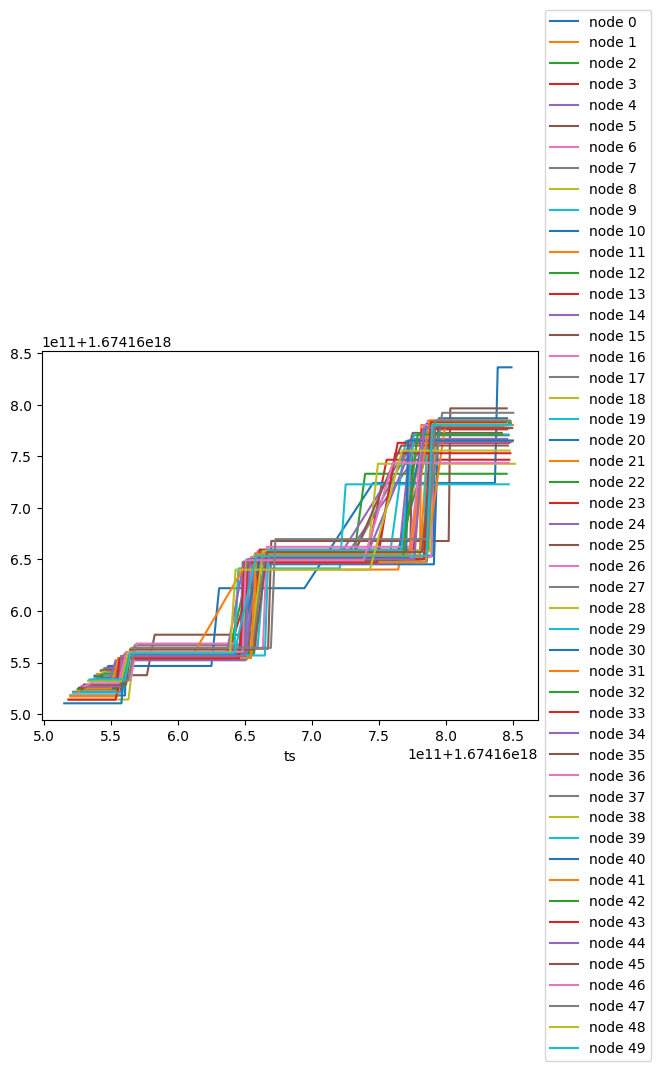 1e11+1.67416e18
8.5
8.0
7.5
7.0
6.5
6.0
5.5
5.0
5.0 5.5 6.0 6.5 7.0 7.5 8.0 8.5
ts
1e11+1.67416e18
node 0
node 1
node 2
node 3
node 4
node 5
node 6
node 7
node 8
node 9
node 10
node 11
node 12
node 13
node 14
node 15
node 16
node 17
node 18
node 19
node 20
node 21
node 22
node 23
node 24
node 25
node 26
node 27
node 28
node 29
node 30
node 31
node 32
node 33
node 34
node 35
node 36
node 37
node 38
node 39
node 40
node 41
node 42
node 43
node 44
node 45
node 46
node 47
node 48
node 49